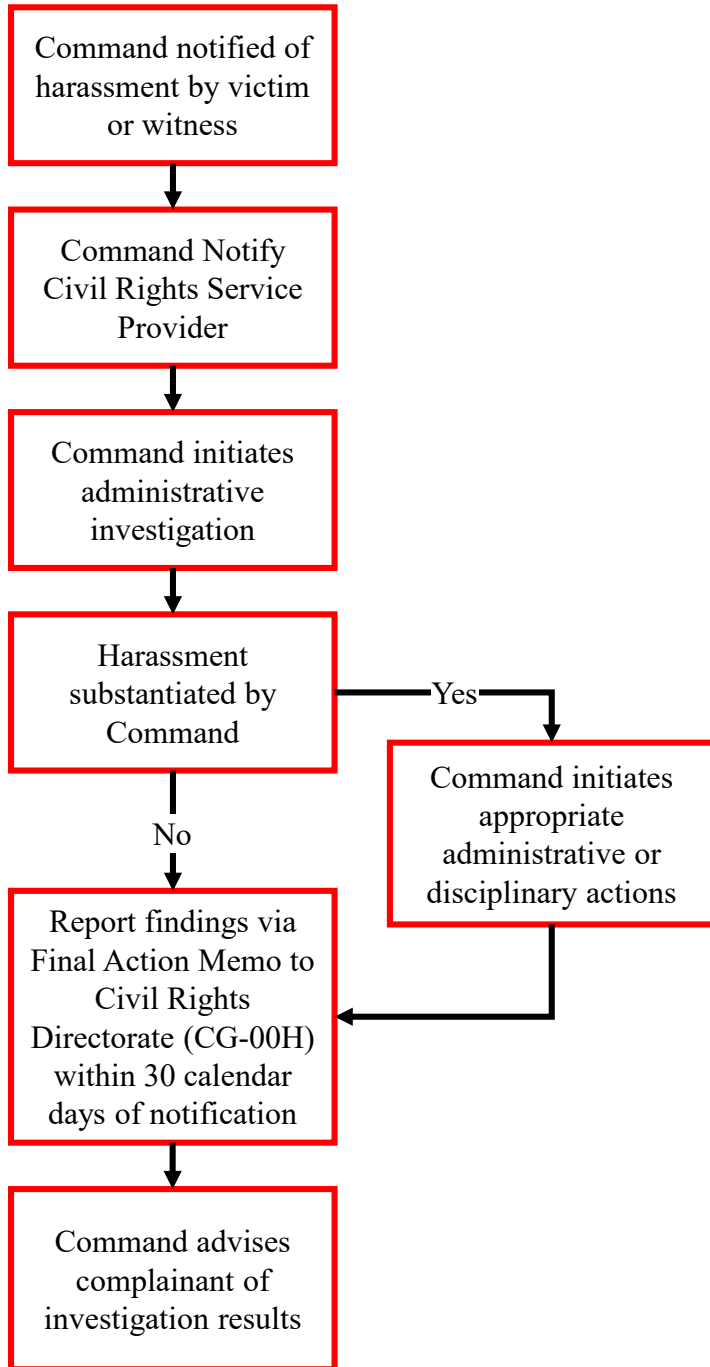 Command notified of
harassment by victim
or witness
Command Notify
Civil Rights Service
Provider
Command initiates
administrative
investigation
Harassment
substantiated by
Command
Yes
Command initiates
appropriate
administrative or
disciplinary actions
No
Report findings via
Final Action Memo to
Civil Rights
Directorate (CG-00H)
within 30 calendar
days of notification
Command advises
complainant of
investigation results